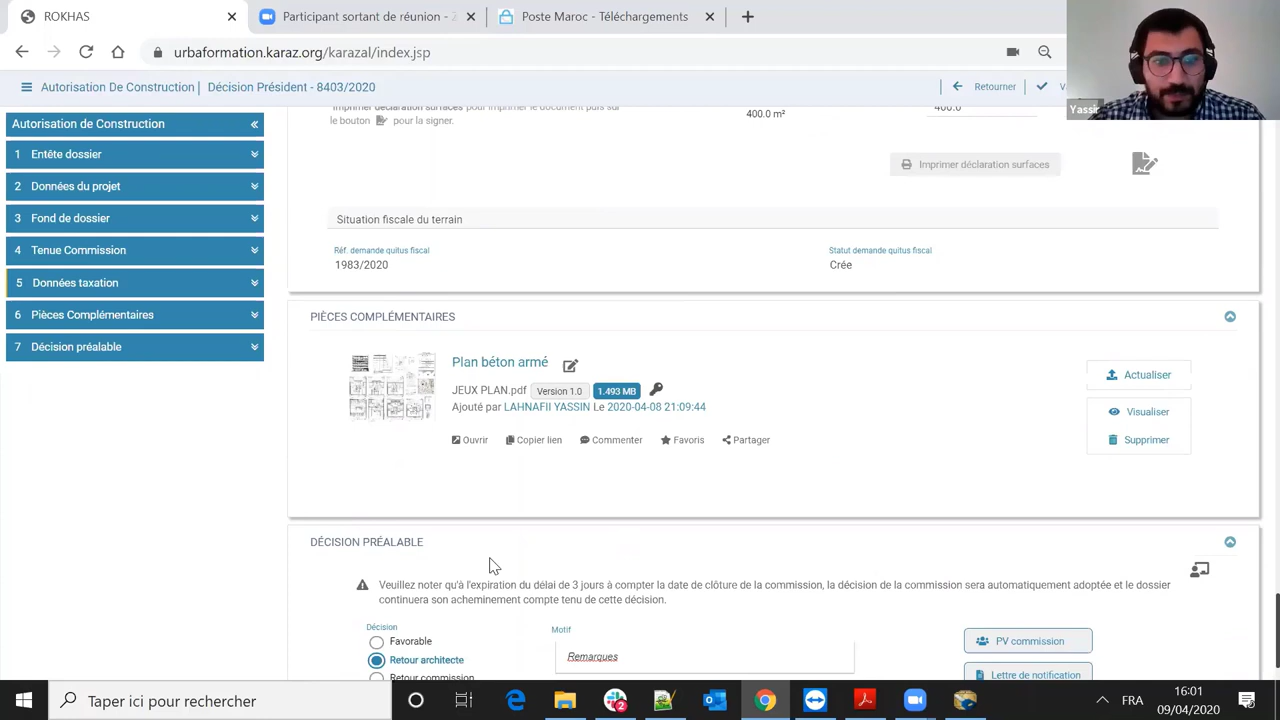 ROKHAS
Participant sortant de réunion - Z
Poste Maroc - Téléchargements
urbaformation.karaz.org/karazal/index.jsp
Autorisation De Construction | Décision Président - 8403/2020
Retourner
Yassir
Autorisation de Construction
1 Entête dossier
2 Données du projet
3 Fond de dossier
4 Tenue Commission
5 Données taxation
6 Pièces Complémentaires
7 Décision préalable
Imprimer déclaration surfaces pour imprimer le document puis sur
le bouton pour la signer.
400.0 m²
400.0
Imprimer déclaration surfaces
Situation fiscale du terrain
Réf. demande quitus fiscal
1983/2020
Statut demande quitus fiscal
Crée
PIÈCES COMPLÉMENTAIRES
Plan béton armé
JEUX PLAN.pdf Version 1.0 1.493 MB
Ajouté par LAHNAFII YASSIN Le 2020-04-08 21:09:44
Ouvrir Copier lien Commenter Favoris Partager
Actualiser
Visualiser
Supprimer
DÉCISION PRÉALABLE
Veuillez noter qu'à l'expiration du délai de 3 jours à compter la date de clôture de la commission, la décision de la commission sera automatiquement adoptée et le dossier
continuera son acheminement compte tenu de cette décision.
Décision
Favorable
Retour architecte
Retour commission
Motif
Remarques
PV commission
Lettre de notification
Taper ici pour rechercher
2
FRA
16:01
09/04/2020